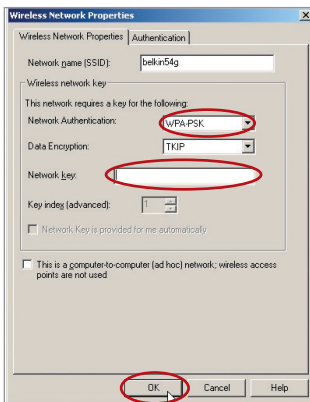 Wireless Network Properties
Wireless Network Properties Authentication
Network name (SSID): belkin54g
Wireless network key
This network requires a key for the following:
Network Authentication: WPA-PSK
Data Encryption: TKIP
Network key:
Key index (advanced): 1
Network Key is provided for me automatically
This is a computer-to-computer (ad hoc) network; wireless access
points are not used
OK Cancel Help